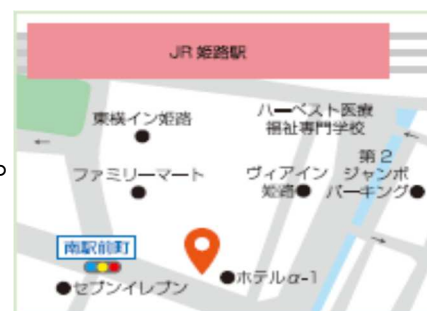 JR 姫路駅
東横イン姫路
ハーベスト医療
福祉専門学校
ファミリーマート
ヴィアイン
姫路
第2
ジャンボ
パーキング
南駅前町
セブンイレブン
ホテルα-1